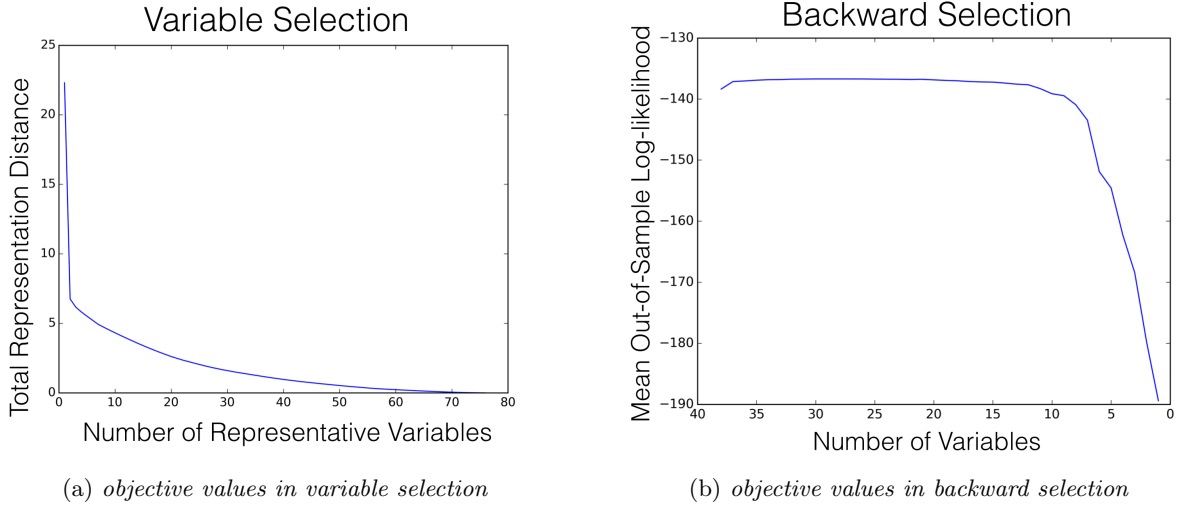 Variable Selection
Total Representation Distance
25
20
15
10
5
0
0 10 20 30 40 50 60 70 80
Number of Representative Variables
(a) objective values in variable selection
Backward Selection
Mean Out-of-Sample Log-likelihood
−130
−140
−150
−160
−170
−180
−190
40 35 30 25 20 15 10 5 0
Number of Variables
(b) objective values in backward selection